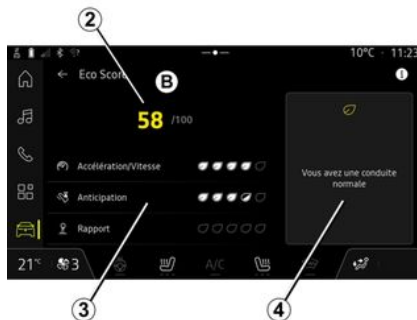 2
10°C · 11:23
← Eco Score
B
58 /100
Accélération/Vitesse
Anticipation
Rapport
Vous avez une conduite
normale
21°C
3
A/C
3
4